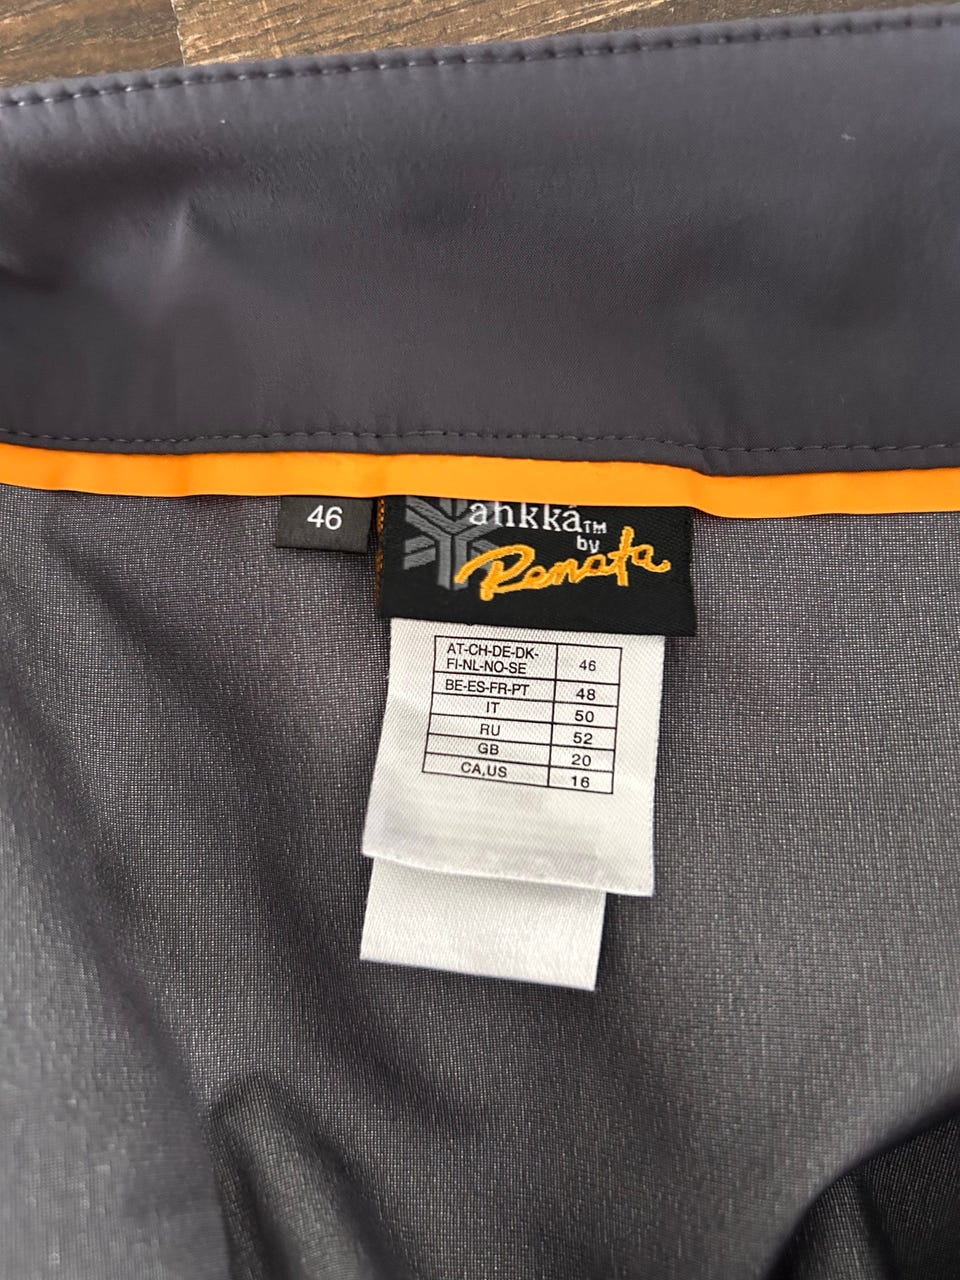 46
ahkká™
by
Renata
AT-CH-DE-DK-
FI-NL-NO-SE 46
BE-ES-FR-PT 48
IT 50
RU 52
GB 20
CA,US 16